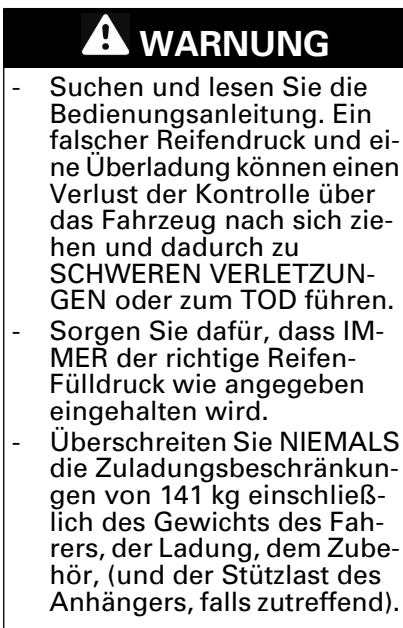 WARNUNG
- Suchen und lesen Sie die
Bedienungsanleitung. Ein
falscher Reifendruck und ei-
ne Überladung können einen
Verlust der Kontrolle über
das Fahrzeug nach sich zie-
hen und dadurch zu
SCHWEREN VERLETZUN-
GEN oder zum TOD führen.
- Sorgen Sie dafür, dass IM-
MER der richtige Reifen-
Fülldruck wie angegeben
eingehalten wird.
- Überschreiten Sie NIEMALS
die Zuladungsbeschränkun-
gen von 141 kg einschließ-
lich des Gewichts des Fah-
rers, der Ladung, dem Zube-
hör, (und der Stützlast des
Anhängers, falls zutreffend).